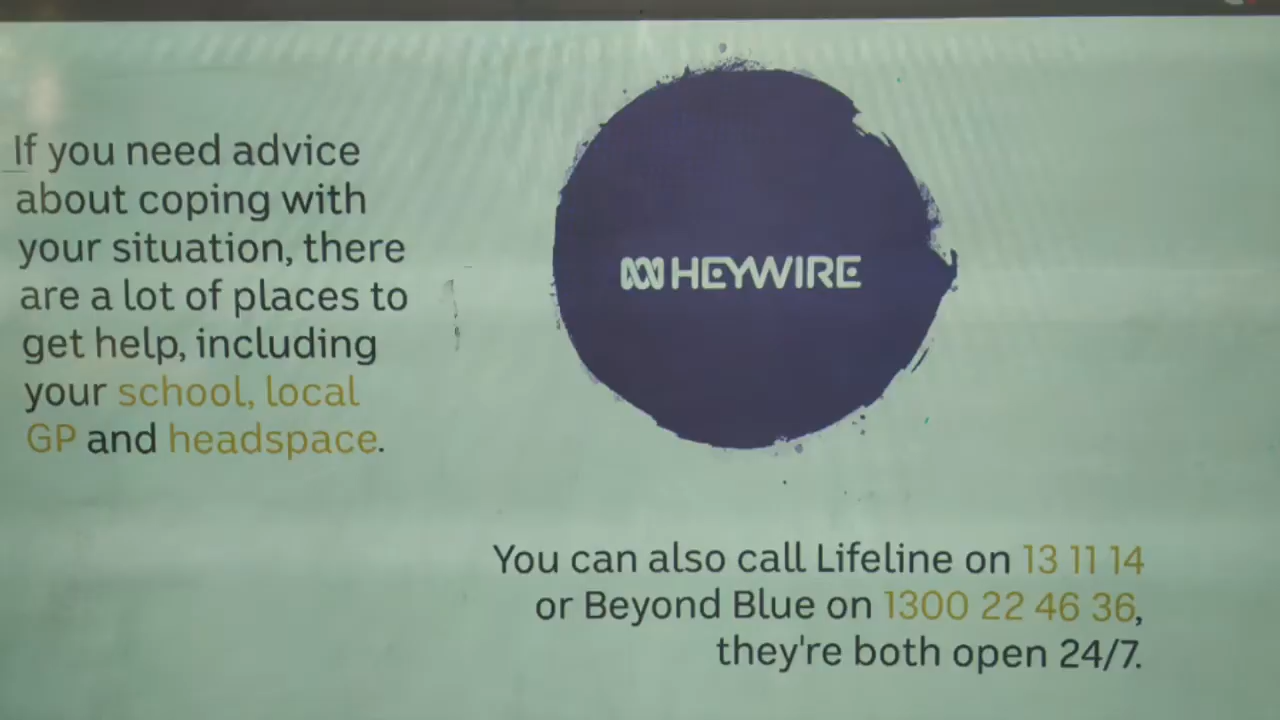 If you need advice
about coping with
your situation, there
are a lot of places to
get help, including
your school, local
GP and headspace.
HEYWIRE
You can also call Lifeline on 13 11 14
or Beyond Blue on 1300 22 46 36,
they're both open 24/7.